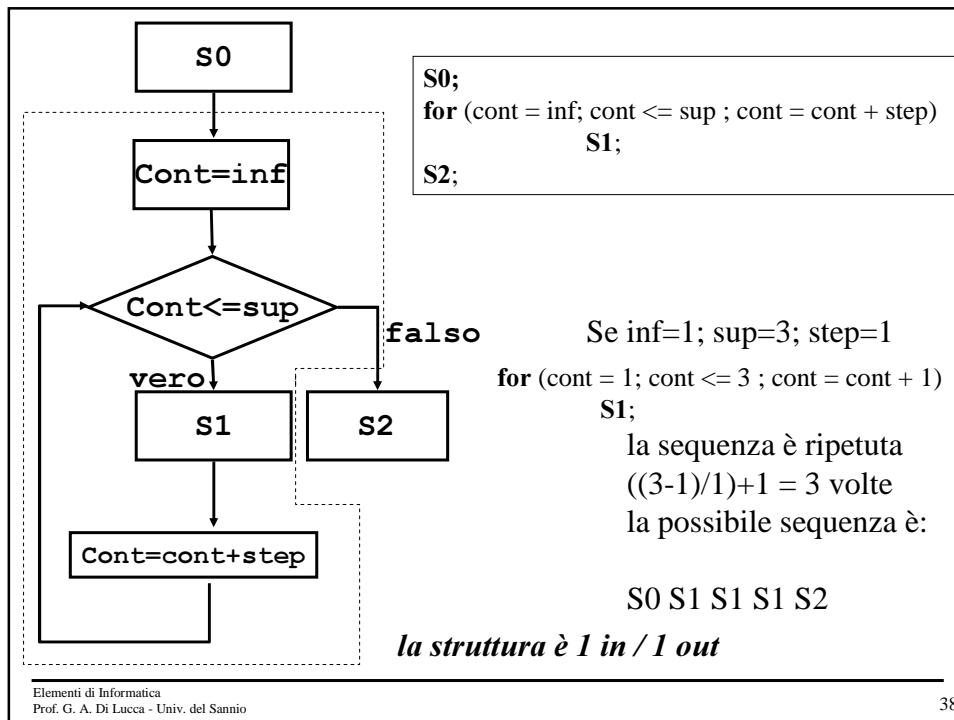 S0
Cont=inf
Cont<=sup
falso
vero
S1
S2
Cont=cont+step
S0;
for (cont = inf; cont <= sup ; cont = cont + step)
S1;
S2;
Se inf=1; sup=3; step=1
for (cont = 1; cont <= 3 ; cont = cont + 1)
S1;
la sequenza è ripetuta
((3-1)/1)+1 = 3 volte
la possibile sequenza è:
S0 S1 S1 S1 S2
la struttura è 1 in / 1 out
Elementi di Informatica
Prof. G. A. Di Lucca - Univ. del Sannio
38